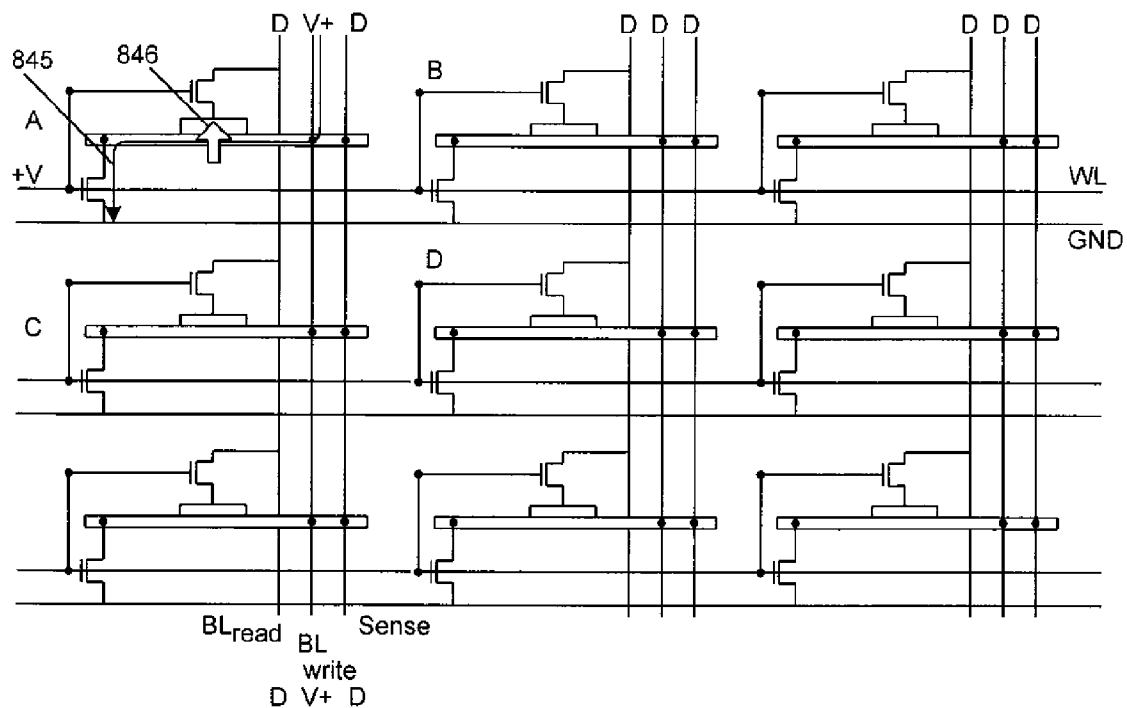 D V+ D
D D D
D D D
845
846
A
B
+V
WL
GND
C
D
BLread
Sense
BL
write
D V+ D